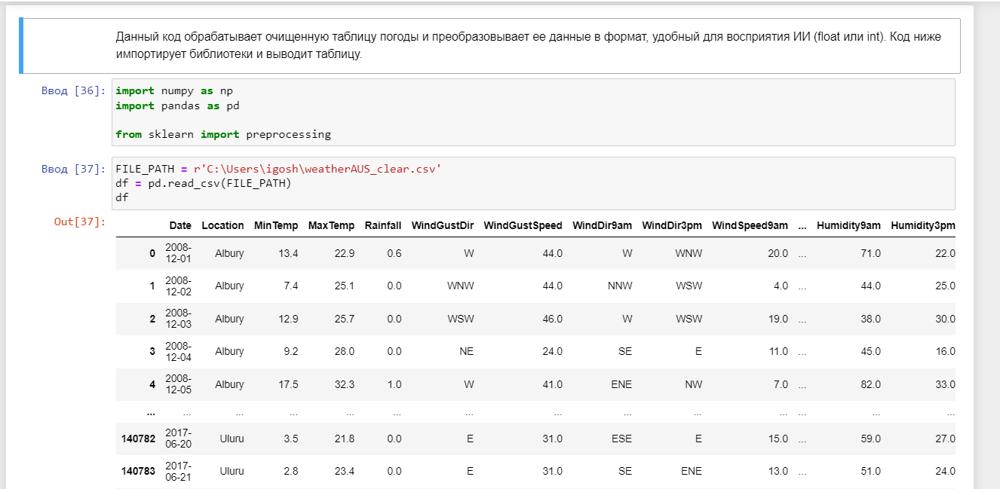 Данный код обрабатывает очищенную таблицу погоды и преобразовывает ее данные в формат, удобный для восприятия ИИ (float или int). Код ниже
импортирует библиотеки и выводит таблицу.
Ввод [36]:
import numpy as np
import pandas as pd
from sklearn import preprocessing
Ввод [37]:
FILE_PATH = r'C:\Users\igosh\weatherAUS_clear.csv'
df = pd.read_csv(FILE_PATH)
df
Out[37]:
Date Location MinTemp MaxTemp Rainfall WindGustDir WindGustSpeed WindDir9am WindDir3pm WindSpeed9am ... Humidity9am Humidity3pm
0 2008-12-01 Albury 13.4 22.9 0.6 W 44.0 W WNW 20.0 ... 71.0 22.0
1 2008-12-02 Albury 7.4 25.1 0.0 WNW 44.0 NNW WSW 4.0 ... 44.0 25.0
2 2008-12-03 Albury 12.9 25.7 0.0 WSW 46.0 W WSW 19.0 ... 38.0 30.0
3 2008-12-04 Albury 9.2 28.0 0.0 NE 24.0 SE E 11.0 ... 45.0 16.0
4 2008-12-05 Albury 17.5 32.3 1.0 W 41.0 ENE NW 7.0 ... 82.0 33.0
... ... ... ... ... ... ... ... ... ... ... ... ... ...
140782 2017-06-20 Uluru 3.5 21.8 0.0 E 31.0 ESE E 15.0 ... 59.0 27.0
140783 2017-06-21 Uluru 2.8 23.4 0.0 E 31.0 SE ENE 13.0 ... 51.0 24.0